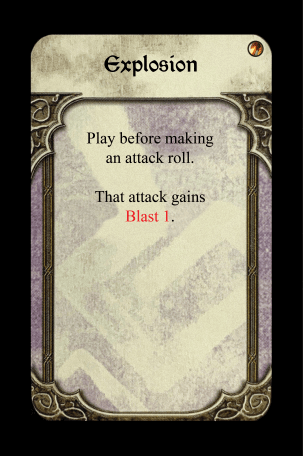 Explosion
Play before making
an attack roll.
That attack gains
Blast 1.